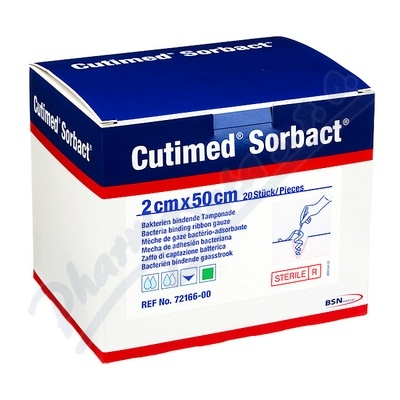 Cutimed® Sorbact®
Cutimed® Sorbact®
2 cm x 50 cm 20 Stück/Pieces
Bakterien bindende Tamponade
Bacteria binding ribbon gauze
Mèche de gaze bactério-adsorbante
Mecha de adhesión bacteriana
Zaffo di captazione batterica
Bacteriën bindende gaasstrook
STERILE R
REF No. 72166-00
BSN medical